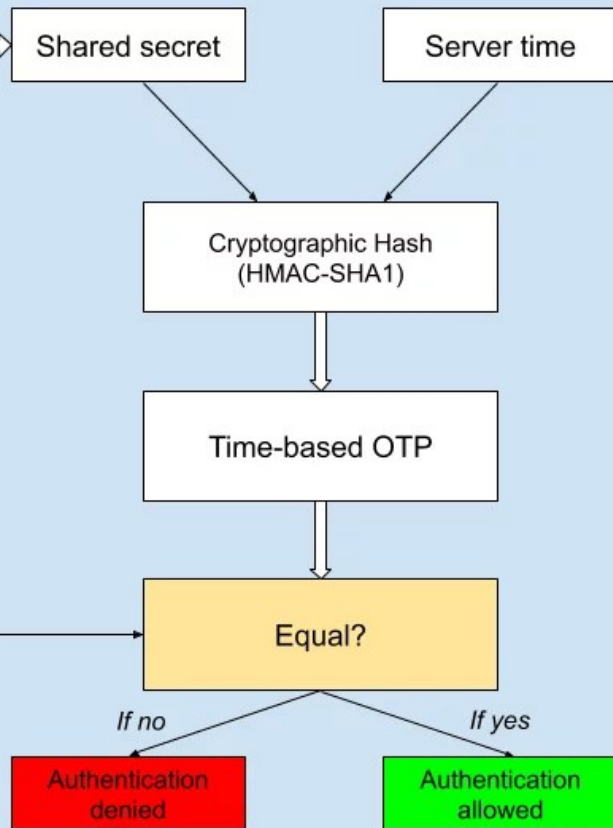 Shared secret
Server time
Cryptographic Hash
(HMAC-SHA1)
Time-based OTP
Equal?
If no
If yes
Authentication
denied
Authentication
allowed